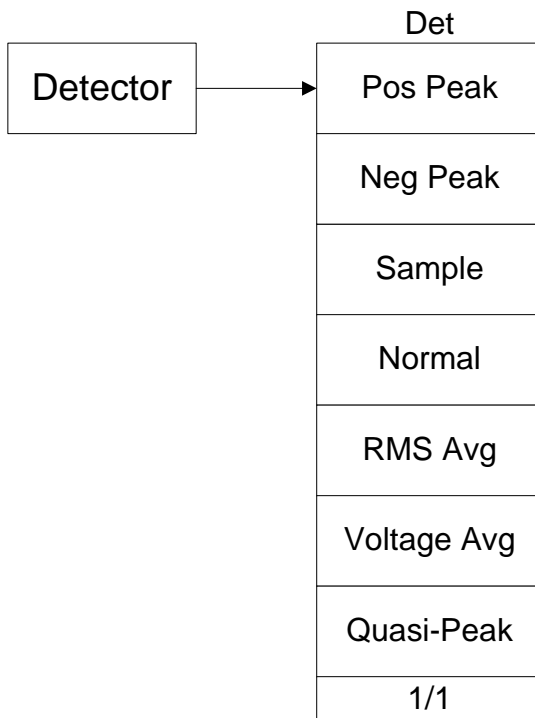 Det
Detector
Pos Peak
Neg Peak
Sample
Normal
RMS Avg
Voltage Avg
Quasi-Peak
1/1